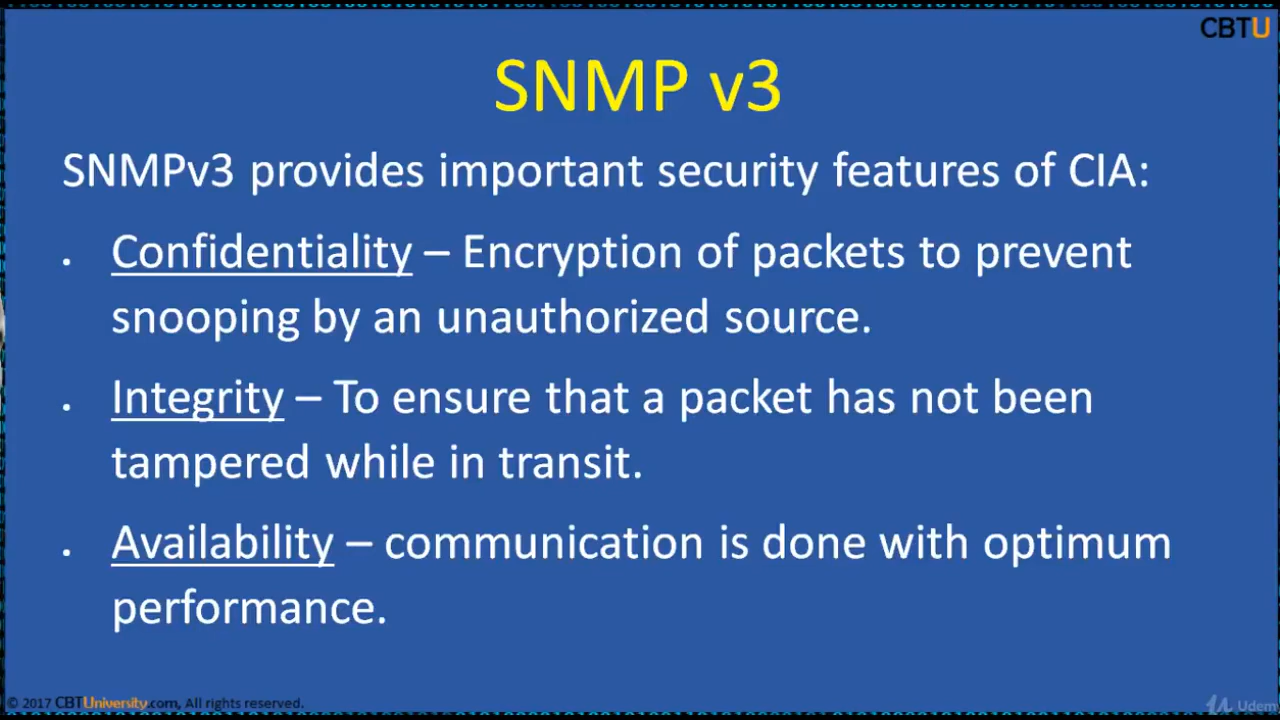 CBTU
SNMP v3
SNMPv3 provides important security features of CIA:
• Confidentiality – Encryption of packets to prevent
snooping by an unauthorized source.
• Integrity – To ensure that a packet has not been
tampered while in transit.
• Availability – communication is done with optimum
performance.
© 2017 CBTUniversity.com, All rights reserved.